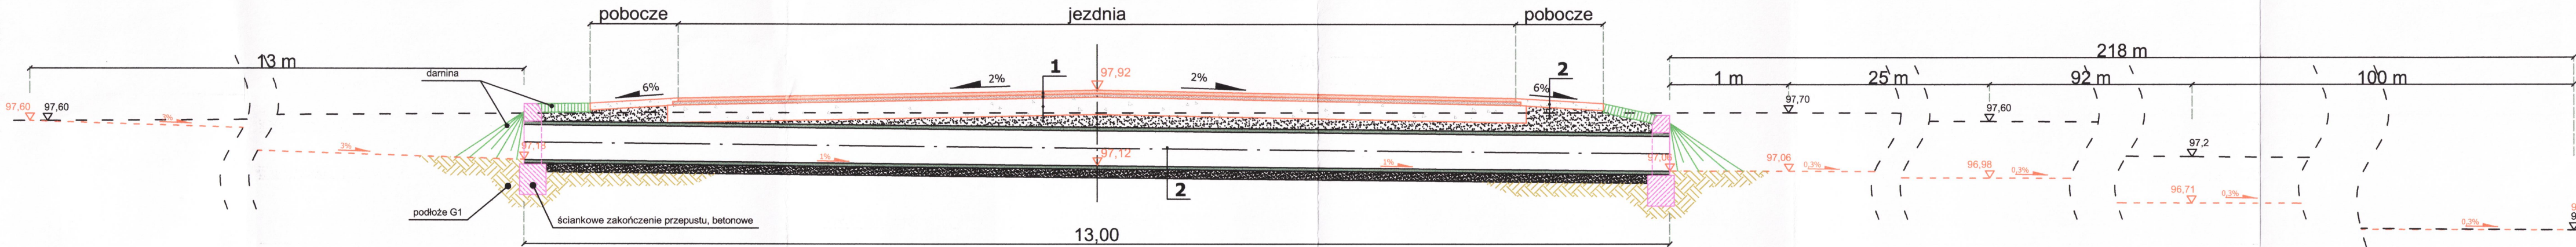 pobocze
jezdnia
pobocze
13 m
218 m
darnina
1 m
25 m
92 m
100 m
6%
2%
1
97,92
2%
2
6%
97,60
97,60
97,70
97,60
3%
3%
97,18
1%
97,12
1%
97,06
97,06
0,3%
96,98
0,3%
97,2
96,71
0,3%
0,3%
2
podłoże G1
ściankowe zakończenie przepustu, betonowe
13,00